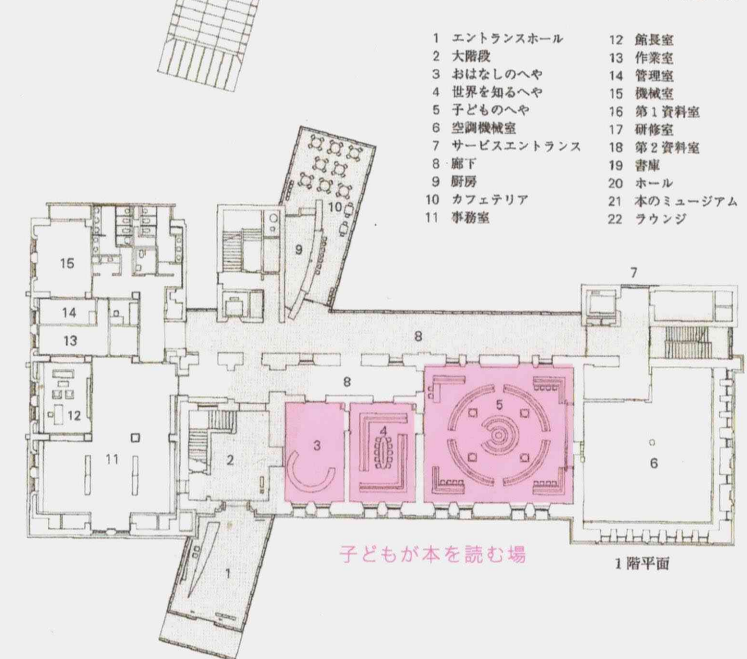 1 エントランスホール
2 大階段
3 おはなしのへや
4 世界を知るへや
5 子どものへや
6 空調機械室
7 サービスエントランス
8 廊下
9 厨房
10 カフェテリア
11 事務室
12 館長室
13 作業室
14 管理室
15 機械室
16 第1資料室
17 研修室
18 第2資料室
19 書庫
20 ホール
21 本のミュージアム
22 ラウンジ
10
9
7
15
14
13
8
8
12
11
2
3
4
5
6
1
子どもが本を読む場
1階平面